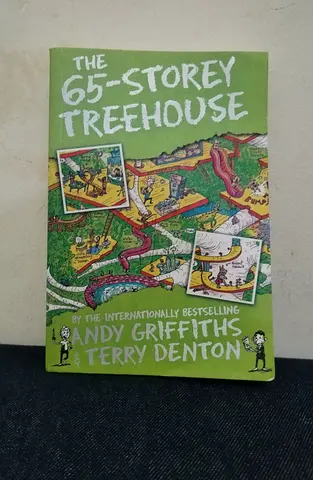 THE
65-STOREY
TREEHOUSE
BY THE INTERNATIONALLY BESTSELLING
ANDY GRIFFITHS
& TERRY DENTON